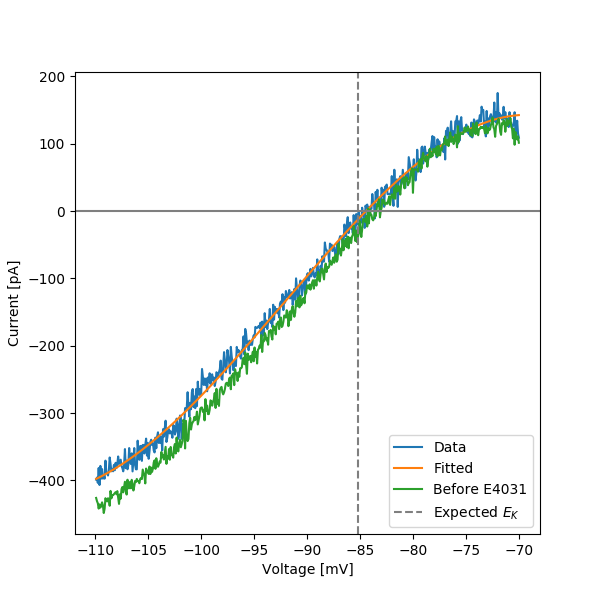 200
100
0
−100
−200
−300
−400
Current [pA]
−110 −105 −100 −95 −90 −85 −80 −75 −70
Voltage [mV]
Data
Fitted
Before E4031
Expected E_K